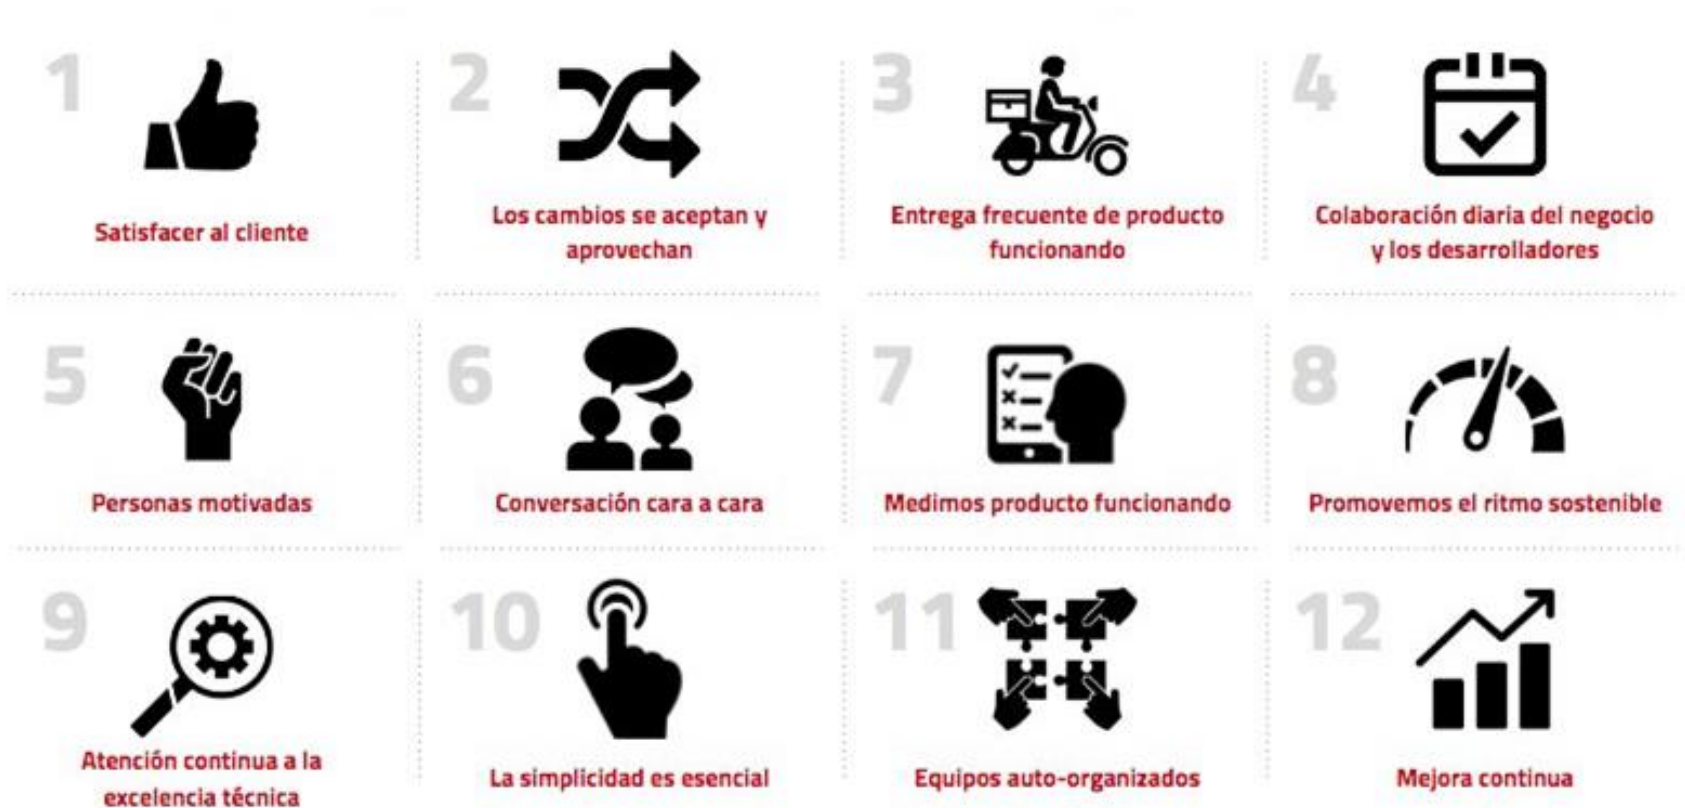 1
Satisfacer al cliente
2
Los cambios se aceptan y
aprovechan
3
Entrega frecuente de producto
funcionando
4
Colaboración diaria del negocio
y los desarrolladores
5
Personas motivadas
6
Conversación cara a cara
7
Medimos producto funcionando
8
Promovemos el ritmo sostenible
9
Atención continua a la
excelencia técnica
10
La simplicidad es esencial
11
Equipos auto-organizados
12
Mejora continua